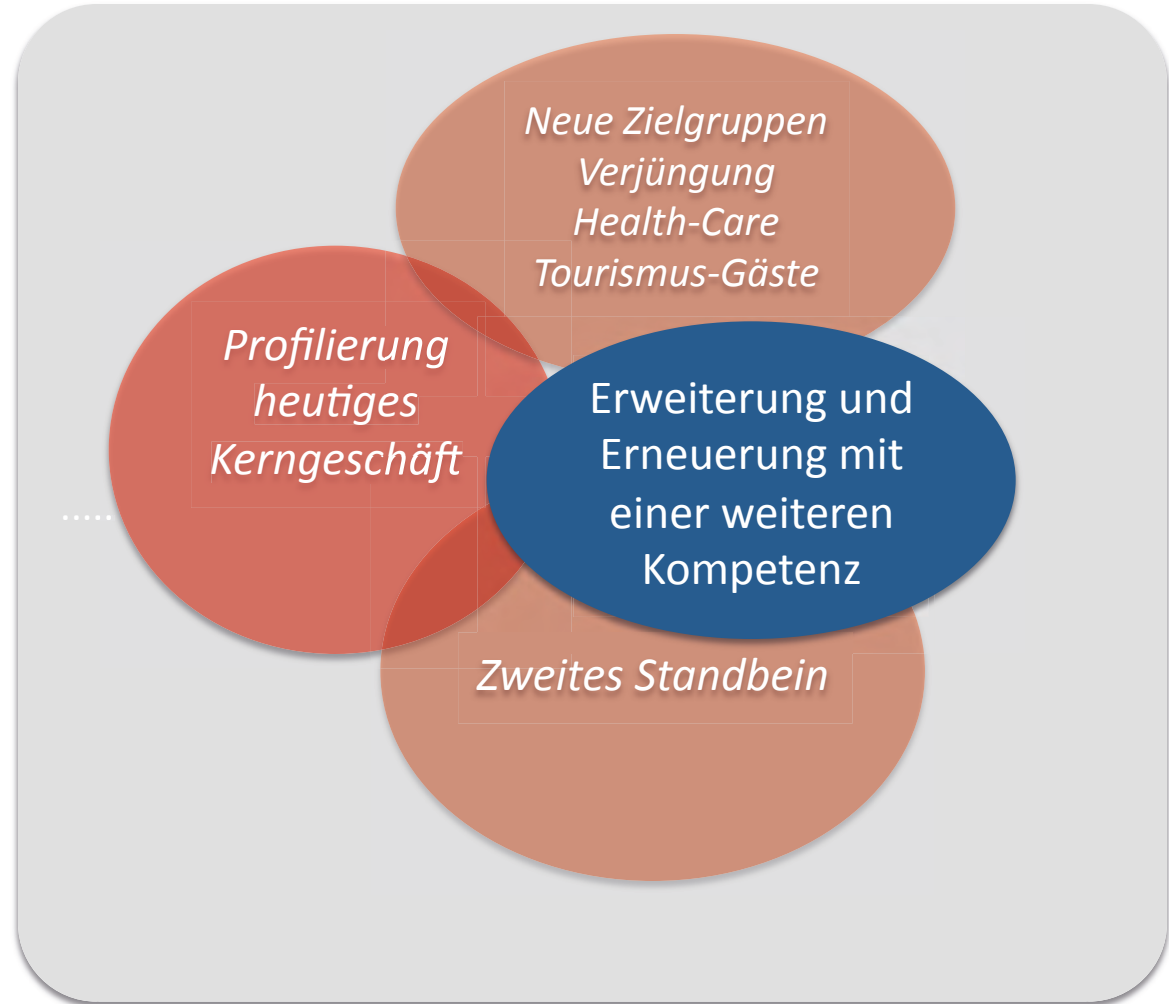 Neue Zielgruppen
Verjüngung
Health-Care
Tourismus-Gäste
Profilierung
heutiges
Kerngeschäft
Erweiterung und
Erneuerung mit
einer weiteren
Kompetenz
.....
Zweites Standbein